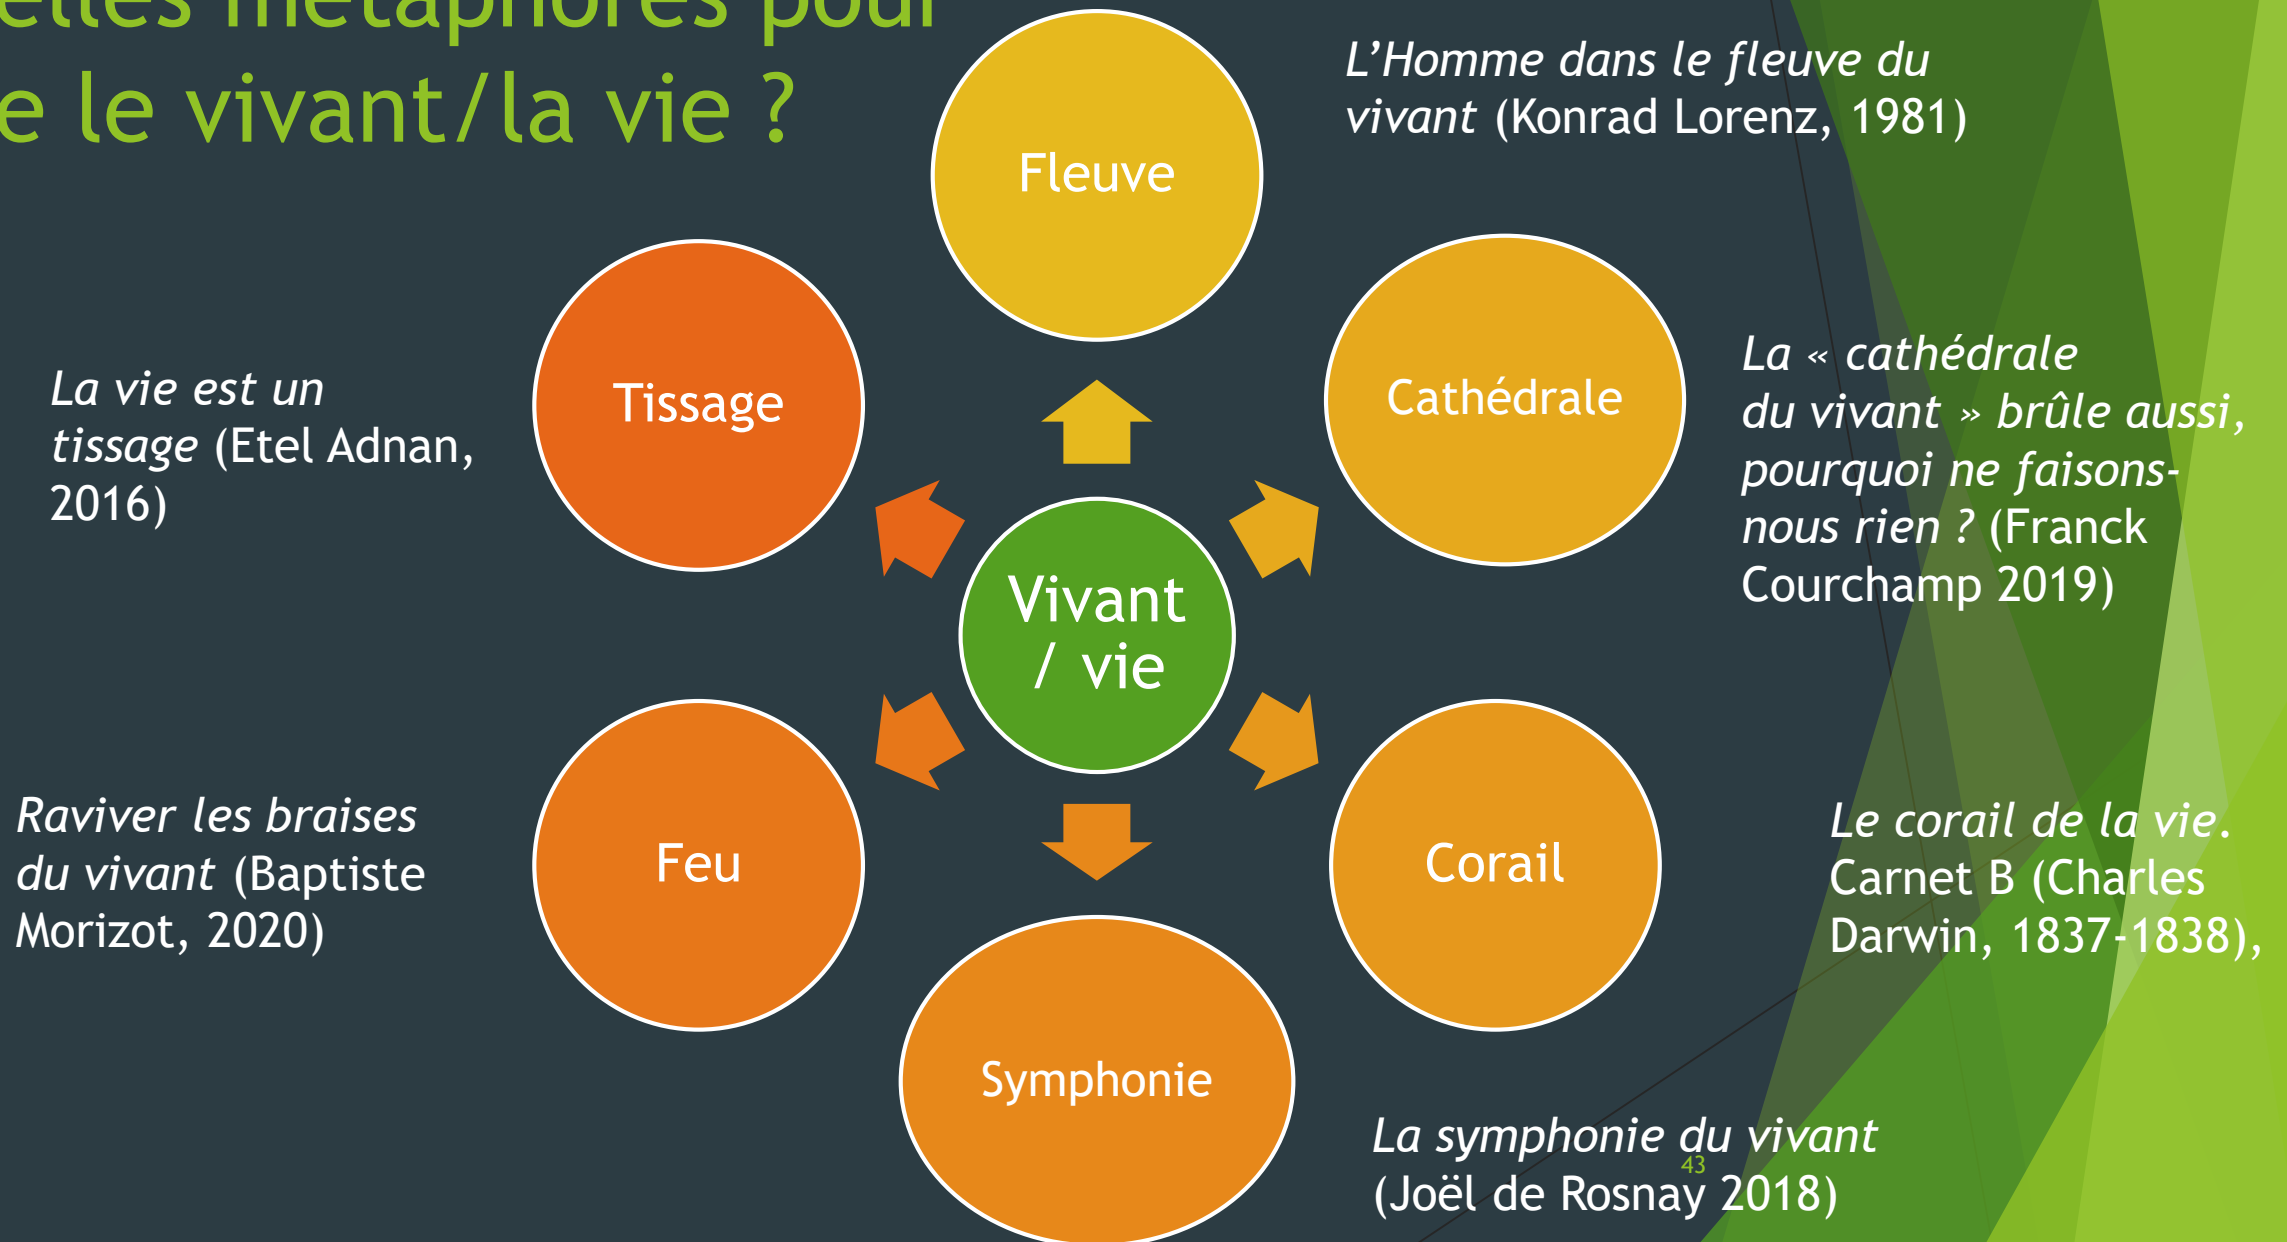 elles métaphores pour
e le vivant/la vie ?
Fleuve
L’Homme dans le fleuve du
vivant (Konrad Lorenz, 1981)
Tissage
La vie est un
tissage (Etel Adnan,
2016)
Cathédrale
La « cathédrale
du vivant » brûle aussi,
pourquoi ne faisons-
nous rien ? (Franck
Courchamp 2019)
Vivant
/ vie
Feu
Raviver les braises
du vivant (Baptiste
Morizot, 2020)
Corail
Le corail de la vie.
Carnet B (Charles
Darwin, 1837-1838),
Symphonie
La symphonie du vivant
(Joël de Rosnay 2018)
43